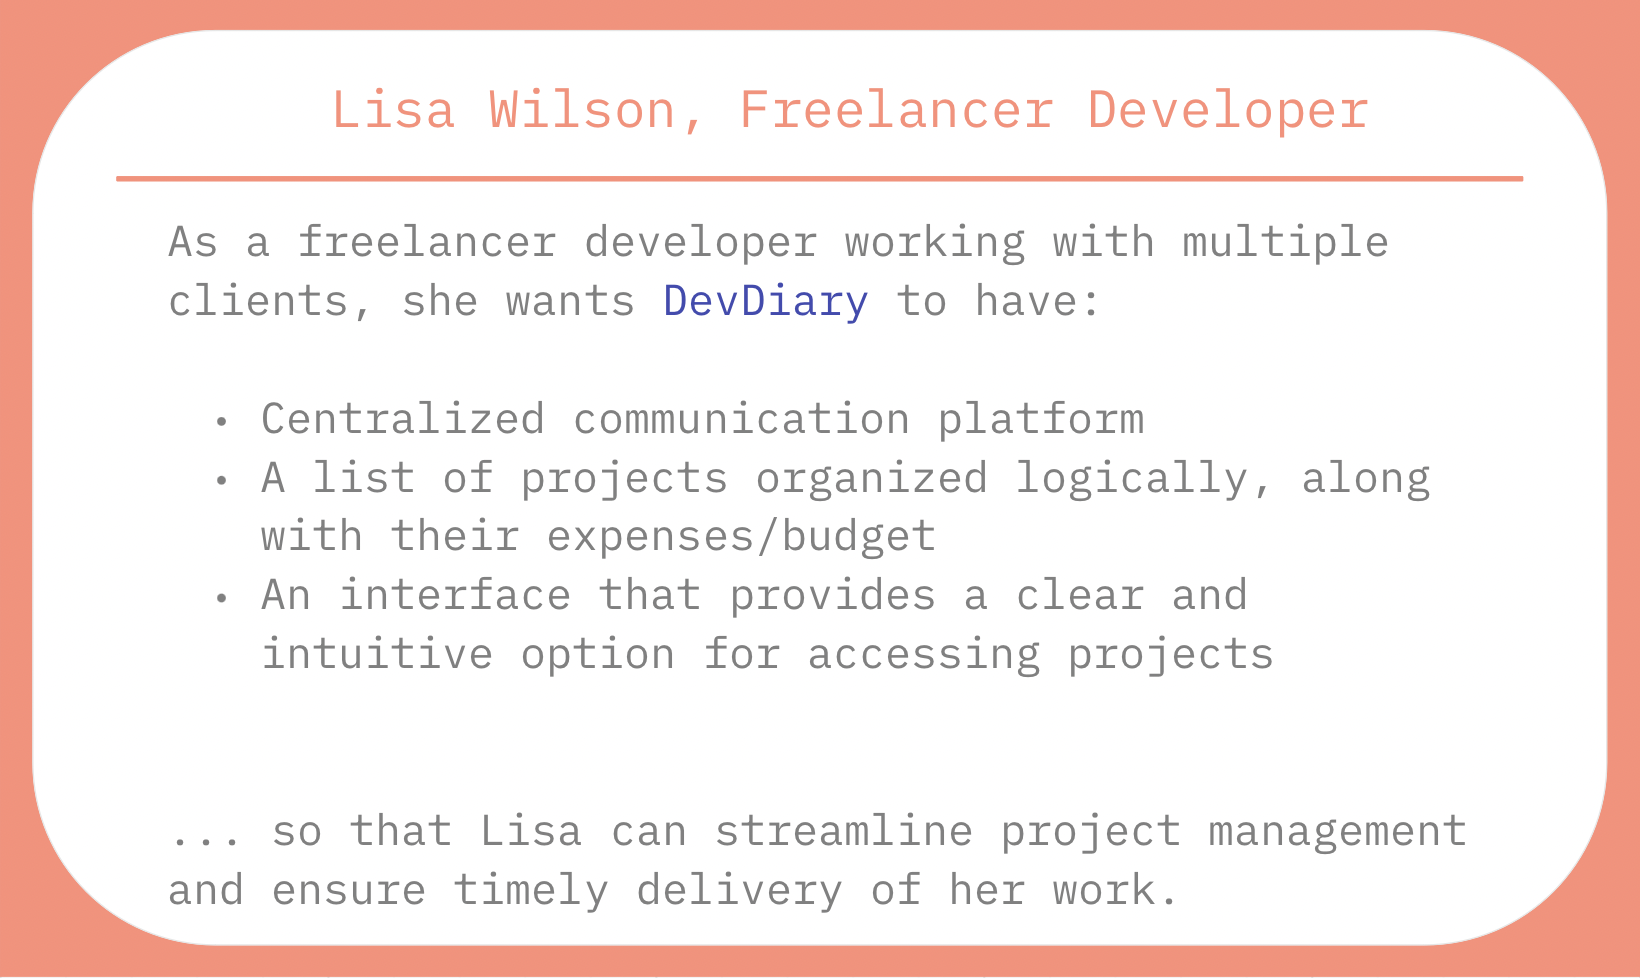 Lisa Wilson, Freelancer Developer
As a freelancer developer working with multiple
clients, she wants DevDiary to have:
• Centralized communication platform
• A list of projects organized logically, along
with their expenses/budget
• An interface that provides a clear and
intuitive option for accessing projects
... so that Lisa can streamline project management
and ensure timely delivery of her work.